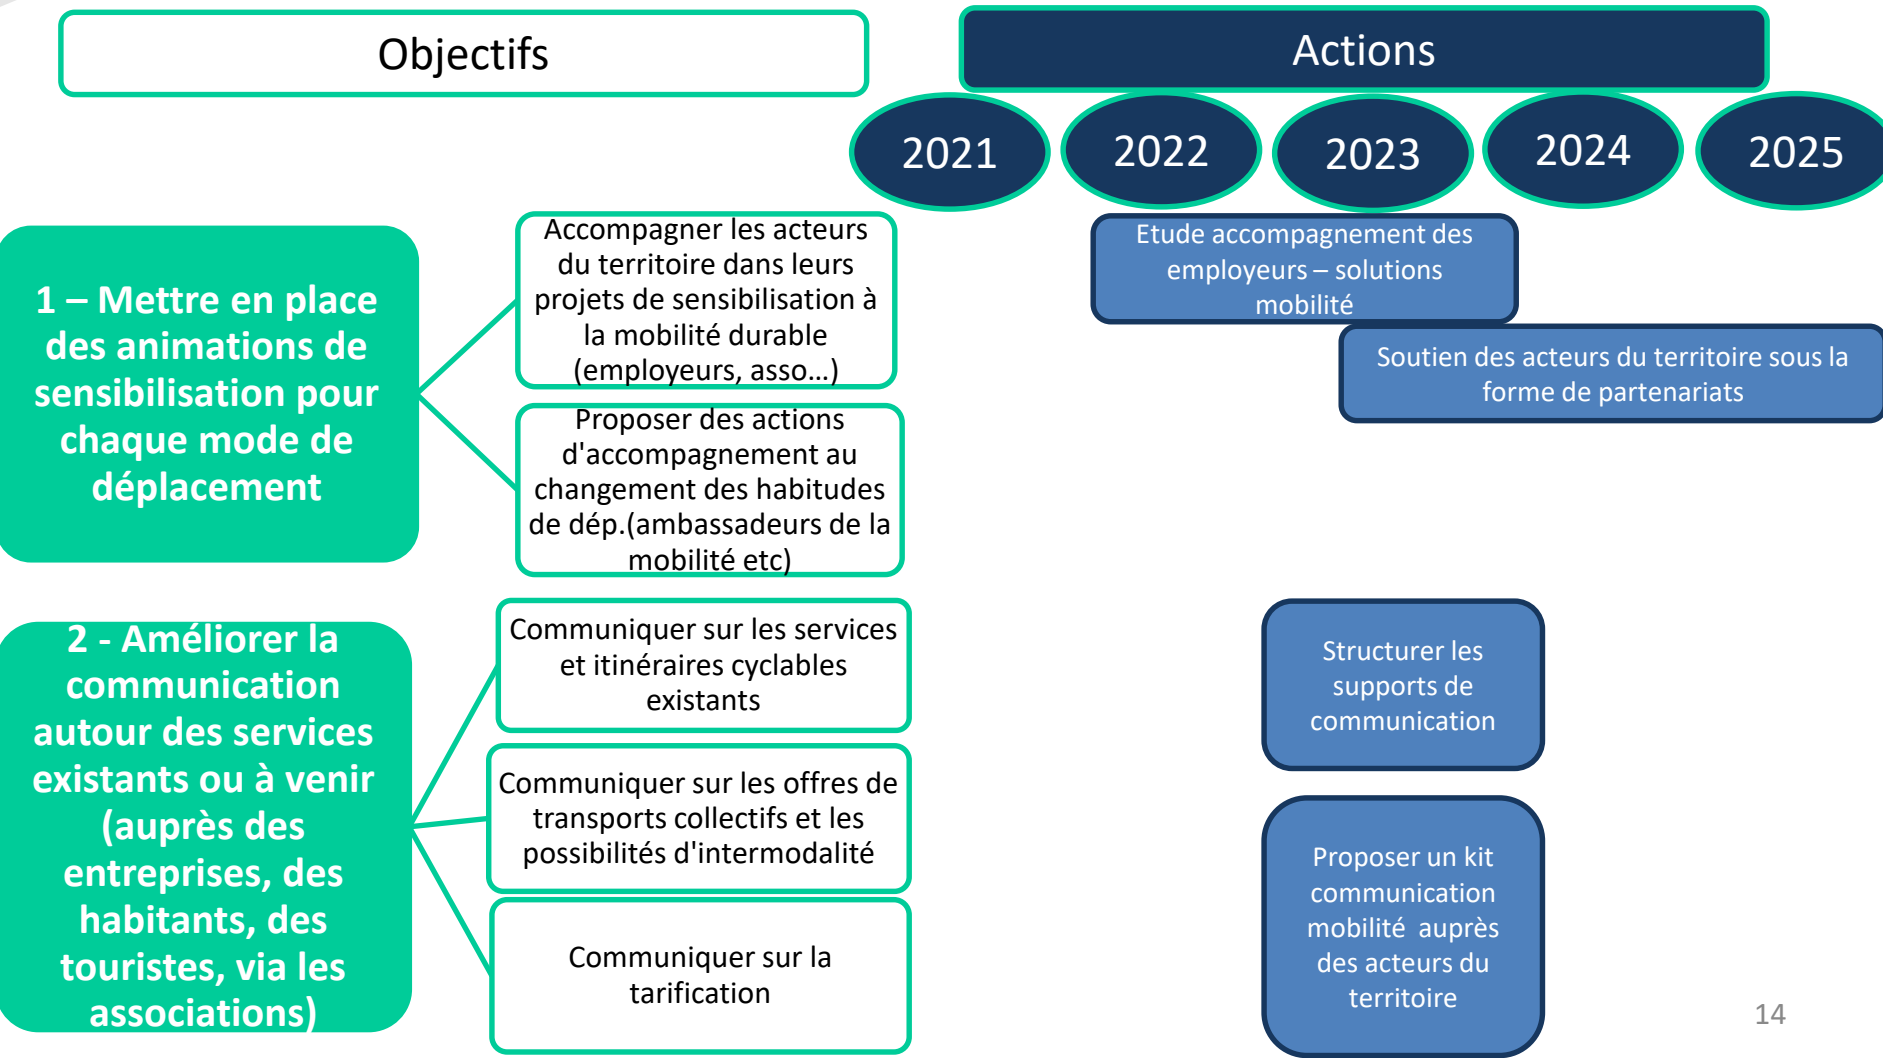 Objectifs
Actions
2021
2022
2023
2024
2025
1 – Mettre en place
des animations de
sensibilisation pour
chaque mode de
déplacement
Accompagner les acteurs
du territoire dans leurs
projets de sensibilisation à
la mobilité durable
(employeurs, asso…)
Proposer des actions
d'accompagnement au
changement des habitudes
de dép.(ambassadeurs de la
mobilité etc)
Etude accompagnement des
employeurs – solutions
mobilité
Soutien des acteurs du territoire sous la
forme de partenariats
2 - Améliorer la
communication
autour des services
existants ou à venir
(auprès des
entreprises, des
habitants, des
touristes, via les
associations)
Communiquer sur les services
et itinéraires cyclables
existants
Communiquer sur les offres de
transports collectifs et les
possibilités d'intermodalité
Communiquer sur la
tarification
Structurer les
supports de
communication
Proposer un kit
communication
mobilité auprès
des acteurs du
territoire
14